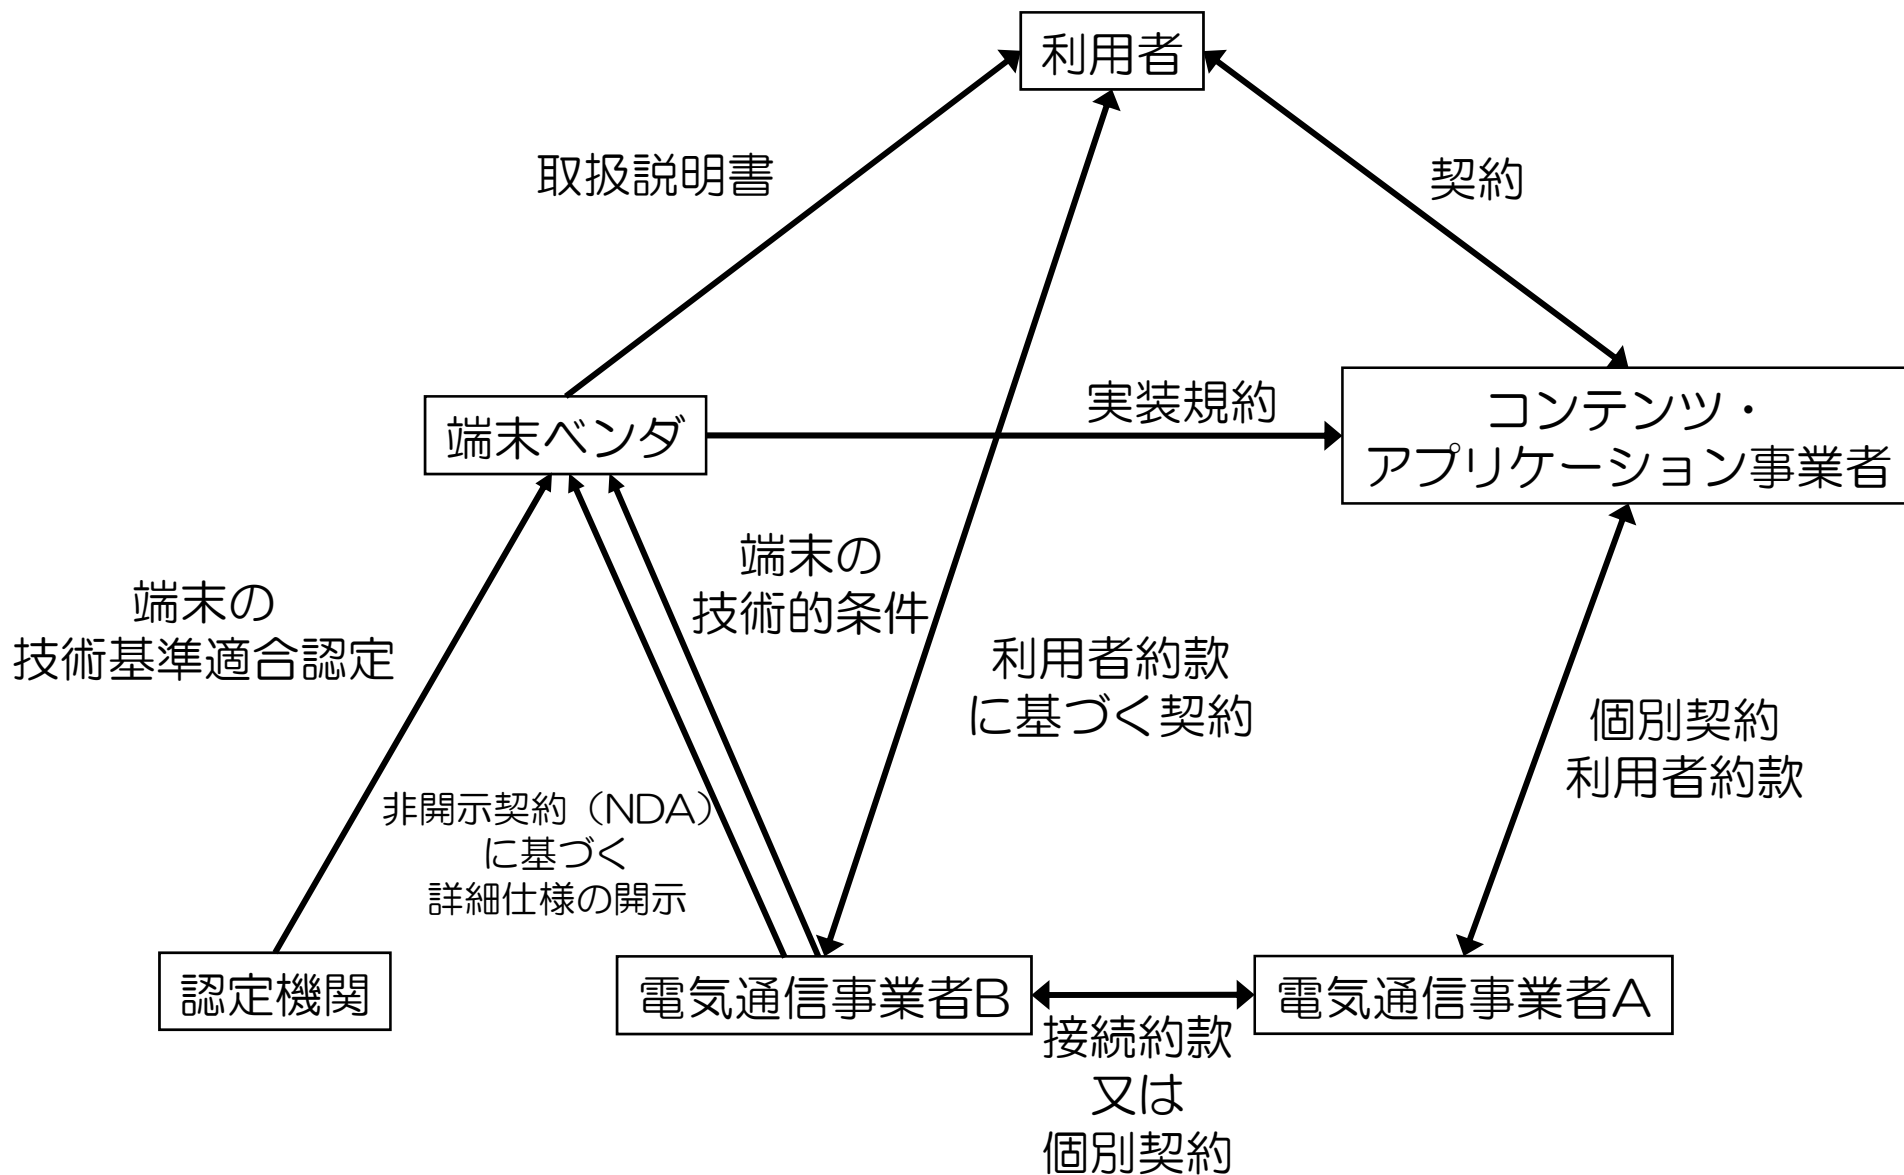 利用者
取扱説明書
契約
端末ベンダ
実装規約
コンテンツ・
アプリケーション事業者
端末の
技術的条件
端末の
技術基準適合認定
利用者約款
に基づく契約
個別契約
利用者約款
非開示契約（NDA）
に基づく
詳細仕様の開示
認定機関
電気通信事業者B
電気通信事業者A
接続約款
又は
個別契約